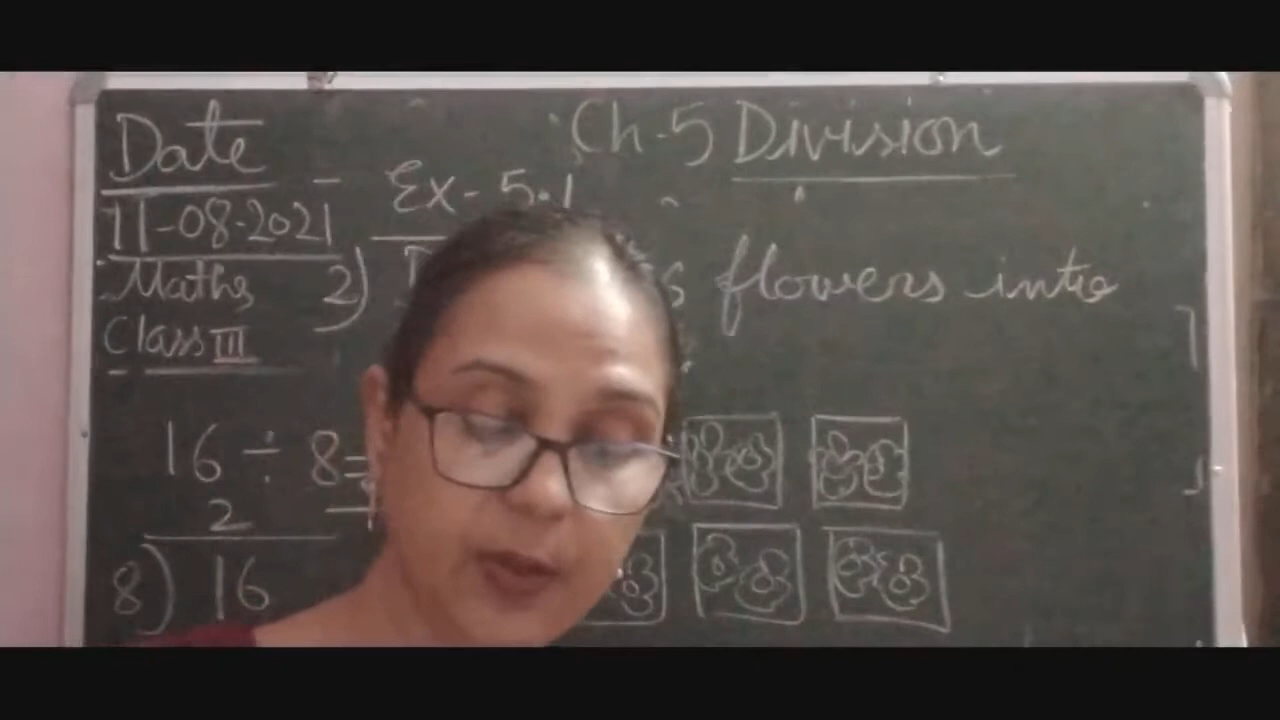 Date
Ch-5 Division
Ex-5.1
11-08-2021
Maths
2) flowers into
Class III
16 ÷ 8 =
2
8) 16